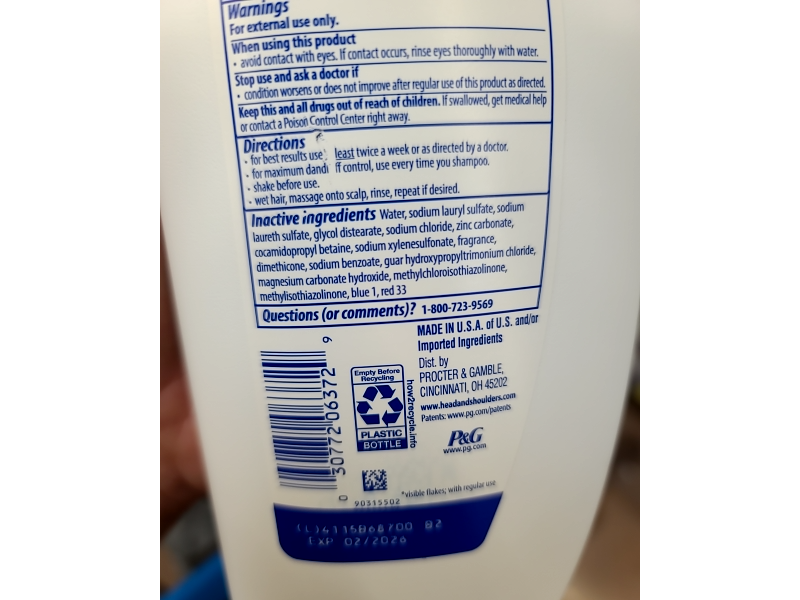 Warnings
For external use only.
When using this product
• avoid contact with eyes. If contact occurs, rinse eyes thoroughly with water.
Stop use and ask a doctor if
• condition worsens or does not improve after regular use of this product as directed.
Keep this and all drugs out of reach of children. If swallowed, get medical help
or contact a Poison Control Center right away.
Directions
• for best results use least twice a week or as directed by a doctor.
• for maximum dand ff control, use every time you shampoo.
• shake before use.
• wet hair, massage onto scalp, rinse, repeat if desired.
Inactive ingredients Water, sodium lauryl sulfate, sodium
laureth sulfate, glycol distearate, sodium chloride, zinc carbonate,
cocamidopropyl betaine, sodium xylenesulfonate, fragrance,
dimethicone, sodium benzoate, guar hydroxypropyltrimonium chloride,
magnesium carbonate hydroxide, methylchloroisothiazolinone,
methylisothiazolinone, blue 1, red 33
Questions (or comments)? 1-800-723-9569
MADE IN U.S.A. of U.S. and/or
Imported Ingredients
Dist. by
PROCTER & GAMBLE,
CINCINNATI, OH 45202
www.headandshoulders.com
Patents: www.pg.com/patents
P&G
www.pg.com
Empty Before
Recycling
PLASTIC
BOTTLE
how2recycle.info
0 30772 06372 9
90315502
*visible flakes; with regular use
(L)4115868700 02
EXP 02/2026